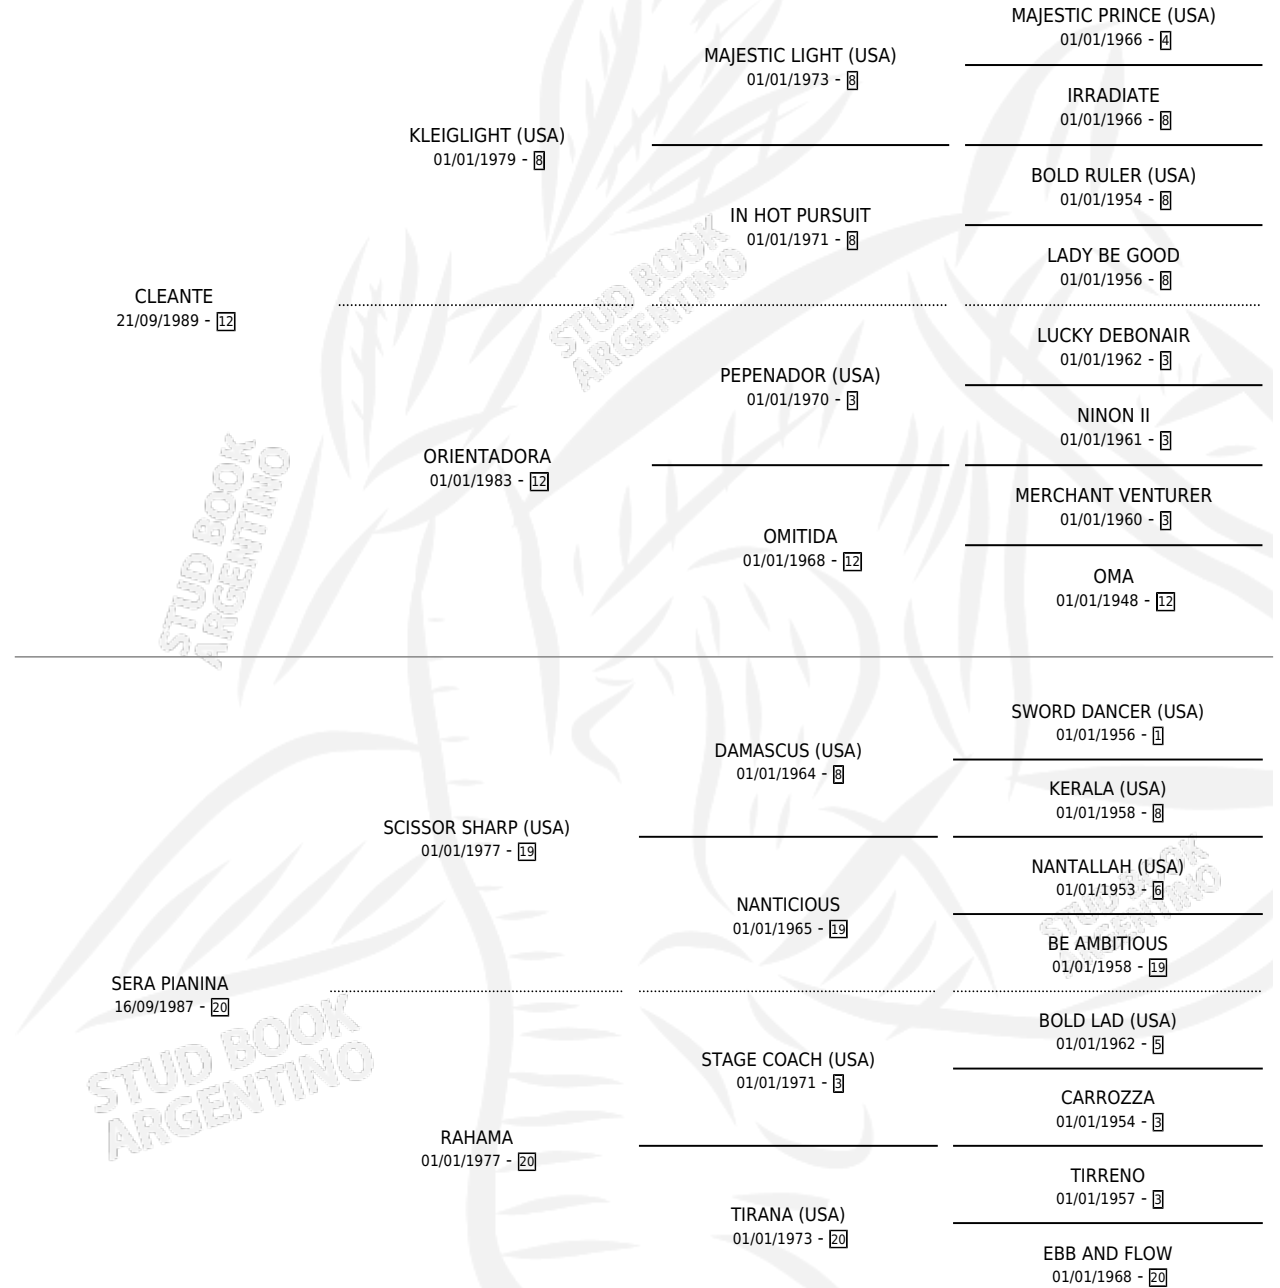 MAJESTIC PRINCE (USA)
01/01/1966 - 4
MAJESTIC LIGHT (USA)
01/01/1973 - 8
IRRADIATE
01/01/1966 - 8
KLEIGLIGHT (USA)
01/01/1979 - 8
BOLD RULER (USA)
01/01/1954 - 8
IN HOT PURSUIT
01/01/1971 - 8
LADY BE GOOD
01/01/1956 - 8
CLEANTE
21/09/1989 - 12
LUCKY DEBONAIR
01/01/1962 - 3
PEPENADOR (USA)
01/01/1970 - 3
NINON II
01/01/1961 - 3
ORIENTADORA
01/01/1983 - 12
MERCHANT VENTURER
01/01/1960 - 3
OMITIDA
01/01/1968 - 12
OMA
01/01/1948 - 12
STUD BOOK
ARGENTINO
STUD BOOK
ARGENTINO
SWORD DANCER (USA)
01/01/1956 - 1
DAMASCUS (USA)
01/01/1964 - 8
KERALA (USA)
01/01/1958 - 8
SCISSOR SHARP (USA)
01/01/1977 - 19
NANTALLAH (USA)
01/01/1953 - 6
NANTICIOUS
01/01/1965 - 19
BE AMBITIOUS
01/01/1958 - 19
SERA PIANINA
16/09/1987 - 20
BOLD LAD (USA)
01/01/1962 - 5
STAGE COACH (USA)
01/01/1971 - 3
CARROZZA
01/01/1954 - 3
RAHAMA
01/01/1977 - 20
TIRRENO
01/01/1957 - 3
TIRANA (USA)
01/01/1973 - 20
EBB AND FLOW
01/01/1968 - 20
STUD BOOK
ARGENTINO
STUD BOOK
ARGENTINO